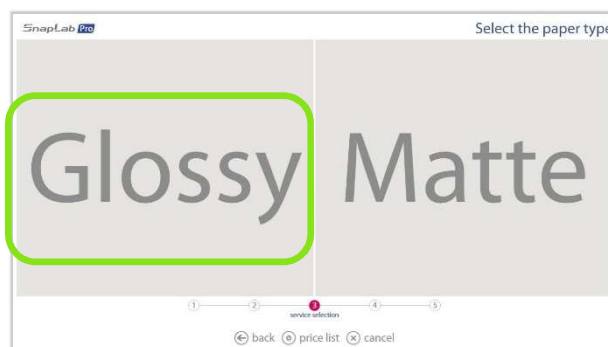 SnapLab Pro
Select the paper type
Glossy Matte
1 2 3 4 5
service selection
back price list cancel